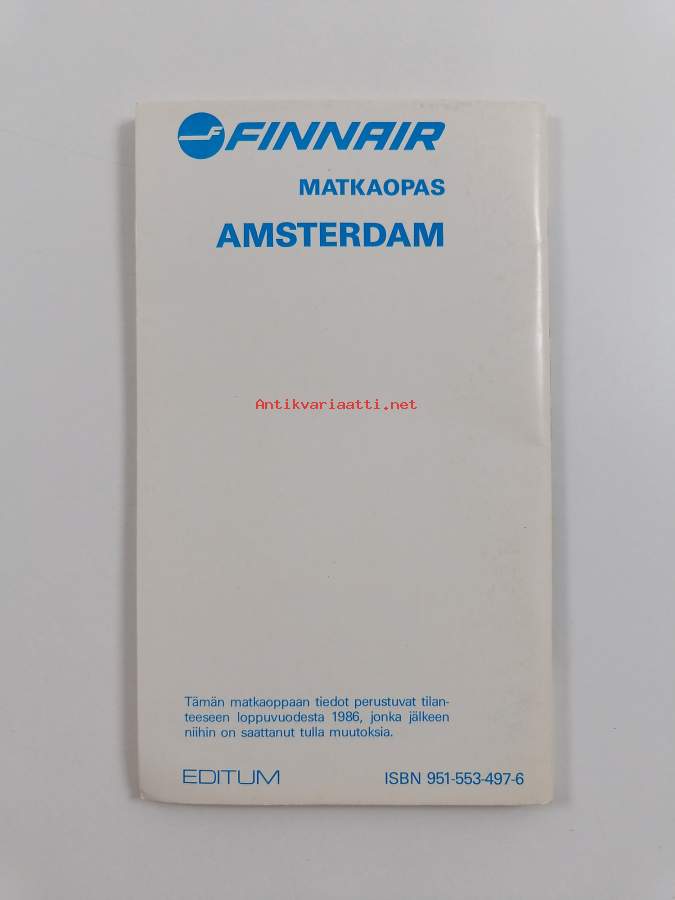 FINNAIR
MATKAOPAS
AMSTERDAM
Antikvariaatti.net
Tämän matkaoppaan tiedot perustuvat tilan-
teeseen loppuvuodesta 1986, jonka jälkeen
niihin on saattanut tulla muutoksia.
EDITUM ISBN 951-553-497-6